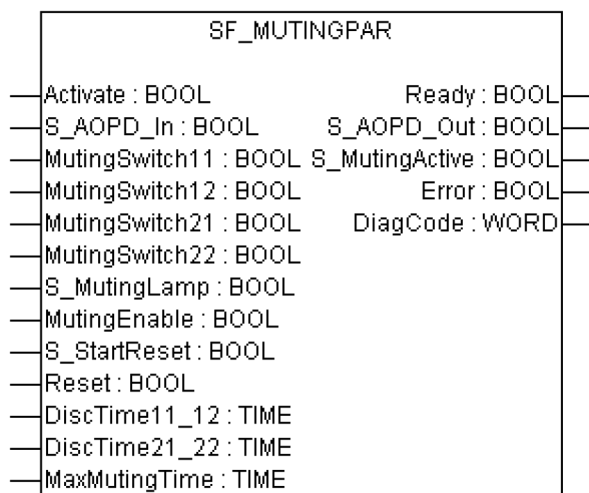 SF_MUTINGPAR
Activate : BOOL Ready : BOOL
S_AOPD_In : BOOL S_AOPD_Out : BOOL
MutingSwitch11 : BOOL S_MutingActive : BOOL
MutingSwitch12 : BOOL Error : BOOL
MutingSwitch21 : BOOL DiagCode : WORD
MutingSwitch22 : BOOL
S_MutingLamp : BOOL
MutingEnable : BOOL
S_StartReset : BOOL
Reset : BOOL
DiscTime11_12 : TIME
DiscTime21_22 : TIME
MaxMutingTime : TIME